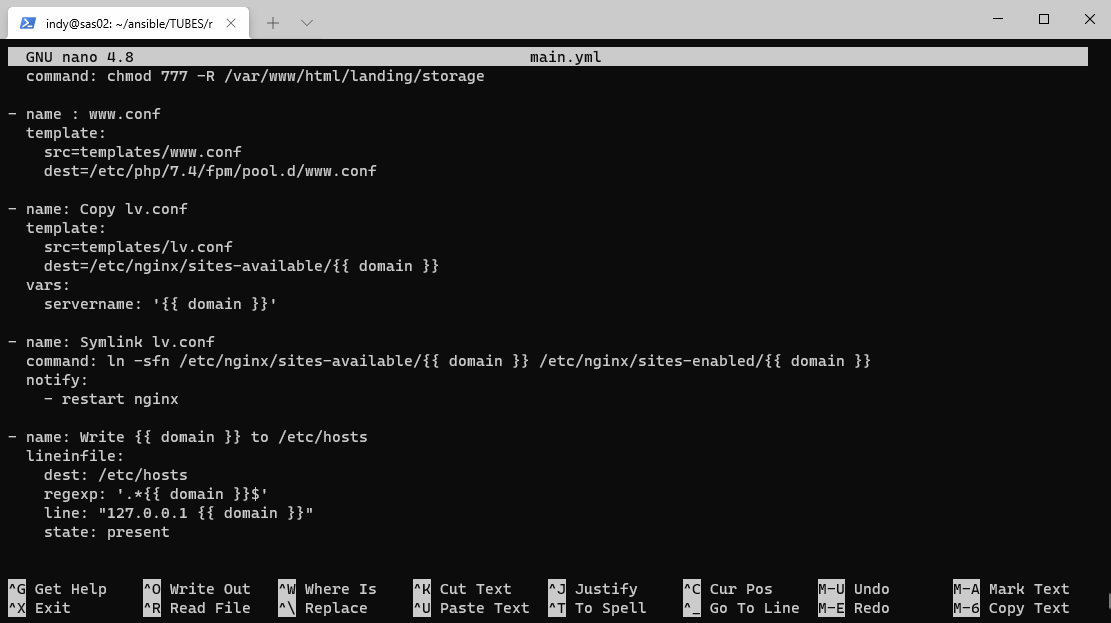 indy@sas02: ~/ansible/TUBES/r
GNU nano 4.8 main.yml
  command: chmod 777 -R /var/www/html/landing/storage

- name : www.conf
  template:
    src=templates/www.conf
    dest=/etc/php/7.4/fpm/pool.d/www.conf

- name: Copy lv.conf
  template:
    src=templates/lv.conf
    dest=/etc/nginx/sites-available/{{ domain }}
  vars:
    servername: '{{ domain }}'

- name: Symlink lv.conf
  command: ln -sfn /etc/nginx/sites-available/{{ domain }} /etc/nginx/sites-enabled/{{ domain }}
  notify:
    - restart nginx

- name: Write {{ domain }} to /etc/hosts
  lineinfile:
    dest: /etc/hosts
    regexp: '.*{{ domain }}$'
    line: "127.0.0.1 {{ domain }}"
    state: present

^G Get Help ^O Write Out ^W Where Is ^K Cut Text ^J Justify ^C Cur Pos M-U Undo M-A Mark Text
^X Exit ^R Read File ^\ Replace ^U Paste Text ^T To Spell ^_ Go To Line M-E Redo M-6 Copy Text